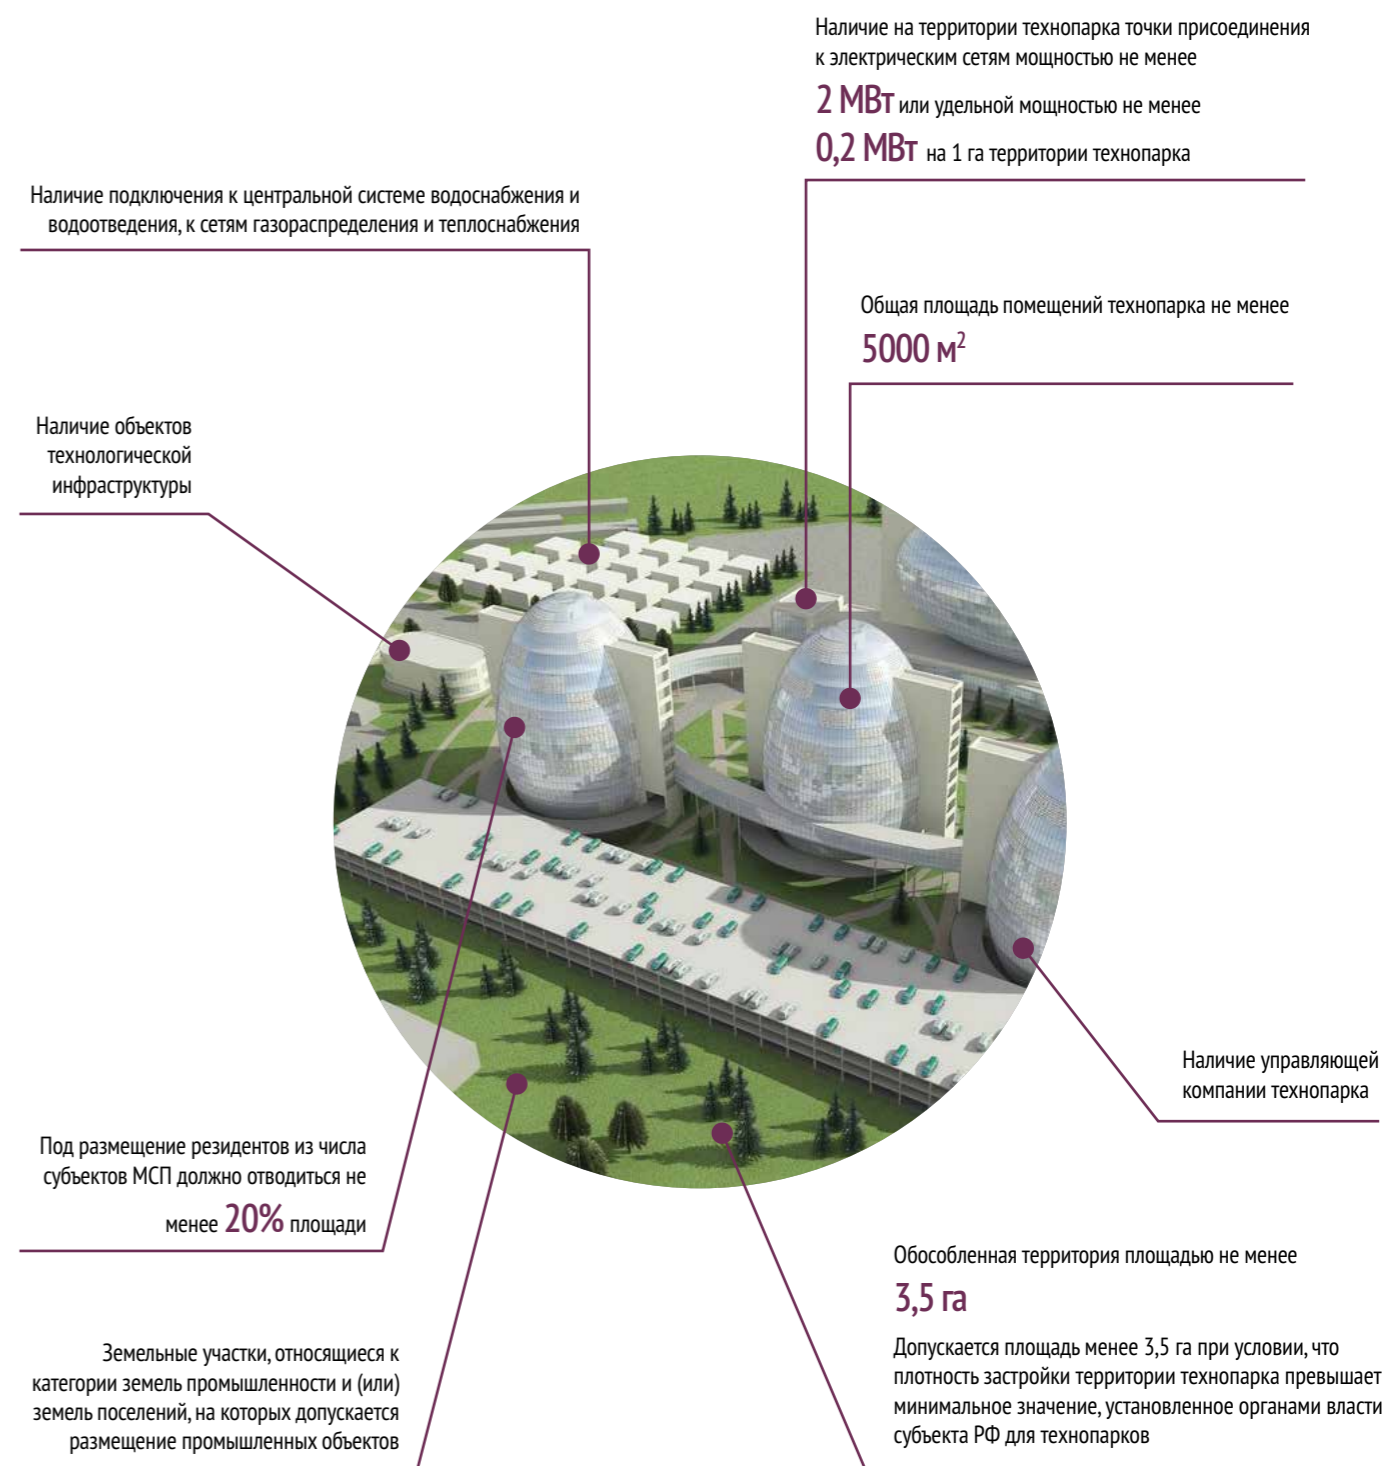 Наличие на территории технопарка точки присоединения
к электрическим сетям мощностью не менее
2 МВт или удельной мощностью не менее
0,2 МВт на 1 га территории технопарка
Наличие подключения к центральной системе водоснабжения и
водоотведения, к сетям газораспределения и теплоснабжения
Общая площадь помещений технопарка не менее
5000 м²
Наличие объектов
технологической
инфраструктуры
Наличие управляющей
компании технопарка
Под размещение резидентов из числа
субъектов МСП должно отводиться не
менее 20% площади
Обособленная территория площадью не менее
3,5 га
Допускается площадь менее 3,5 га при условии, что
плотность застройки территории технопарка превышает
минимальное значение, установленное органами власти
субъекта РФ для технопарков
Земельные участки, относящиеся к
категории земель промышленности и (или)
земель поселений, на которых допускается
размещение промышленных объектов